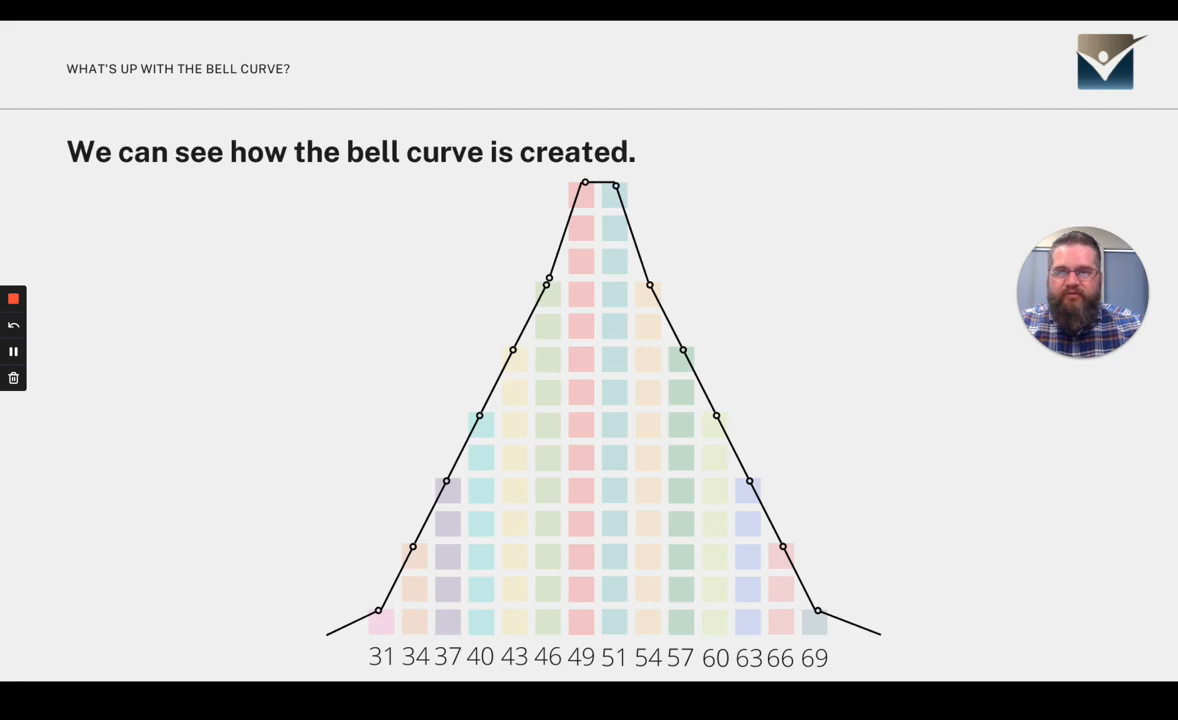 WHAT'S UP WITH THE BELL CURVE?
We can see how the bell curve is created.
31 34 37 40 43 46 49 51 54 57 60 63 66 69